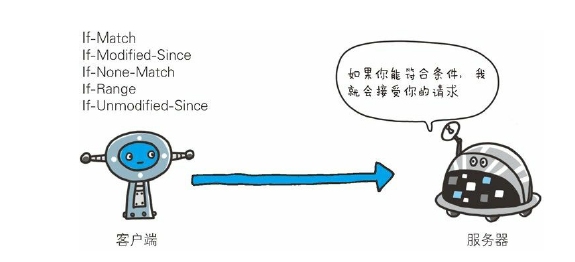 If-Match
If-Modified-Since
If-None-Match
If-Range
If-Unmodified-Since
如果你能符合条件，我
就会接受你的请求
客户端
服务器